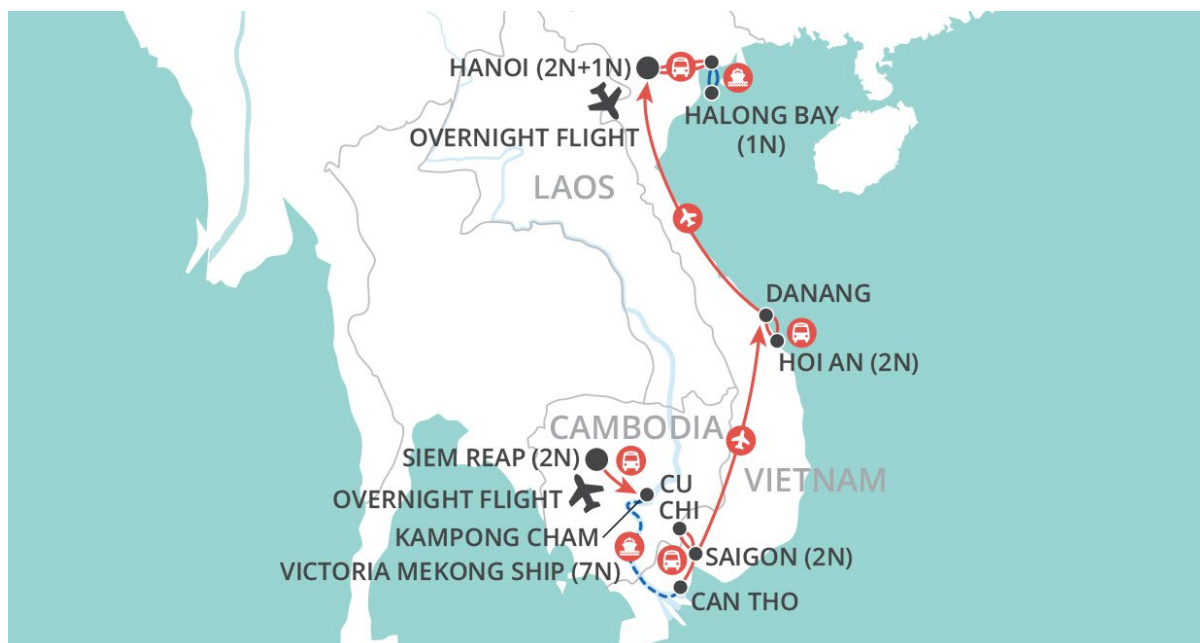 HANOI (2N+1N)
OVERNIGHT FLIGHT
HALONG BAY
(1N)
LAOS
DANANG
HOI AN (2N)
CAMBODIA
SIEM REAP (2N)
OVERNIGHT FLIGHT
CU
CHI
VIETNAM
KAMPONG CHAM
VICTORIA MEKONG SHIP (7N)
SAIGON (2N)
CAN THO